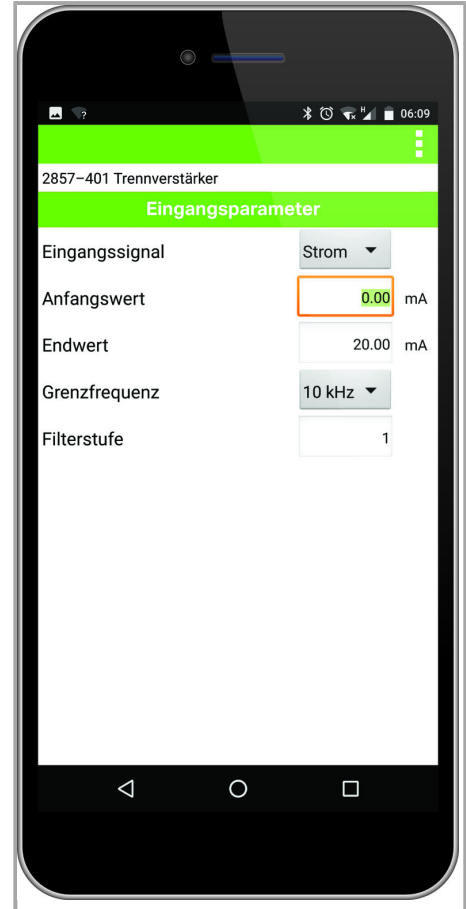 06:09
2857–401 Trennverstärker
Eingangsparameter
Eingangssignal Strom
Anfangswert 0.00 mA
Endwert 20.00 mA
Grenzfrequenz 10 kHz
Filterstufe 1